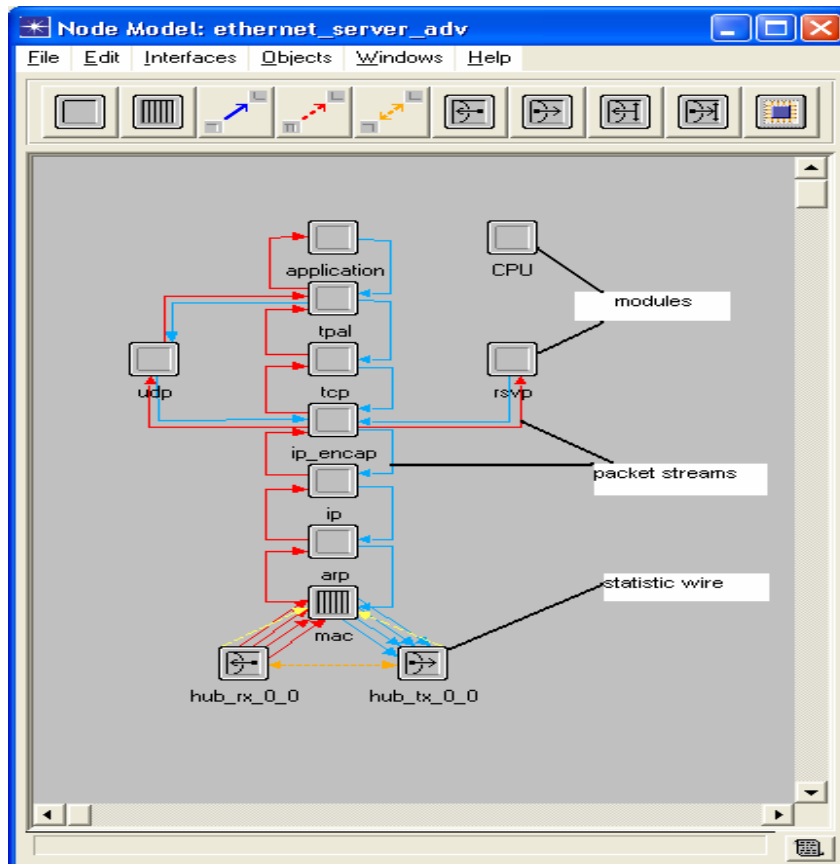 Node Model: ethernet_server_adv
File Edit Interfaces Objects Windows Help
application
CPU
modules
tpal
udp
tcp
rsvp
ip_encap
packet streams
ip
arp
statistic wire
mac
hub_rx_0_0
hub_tx_0_0